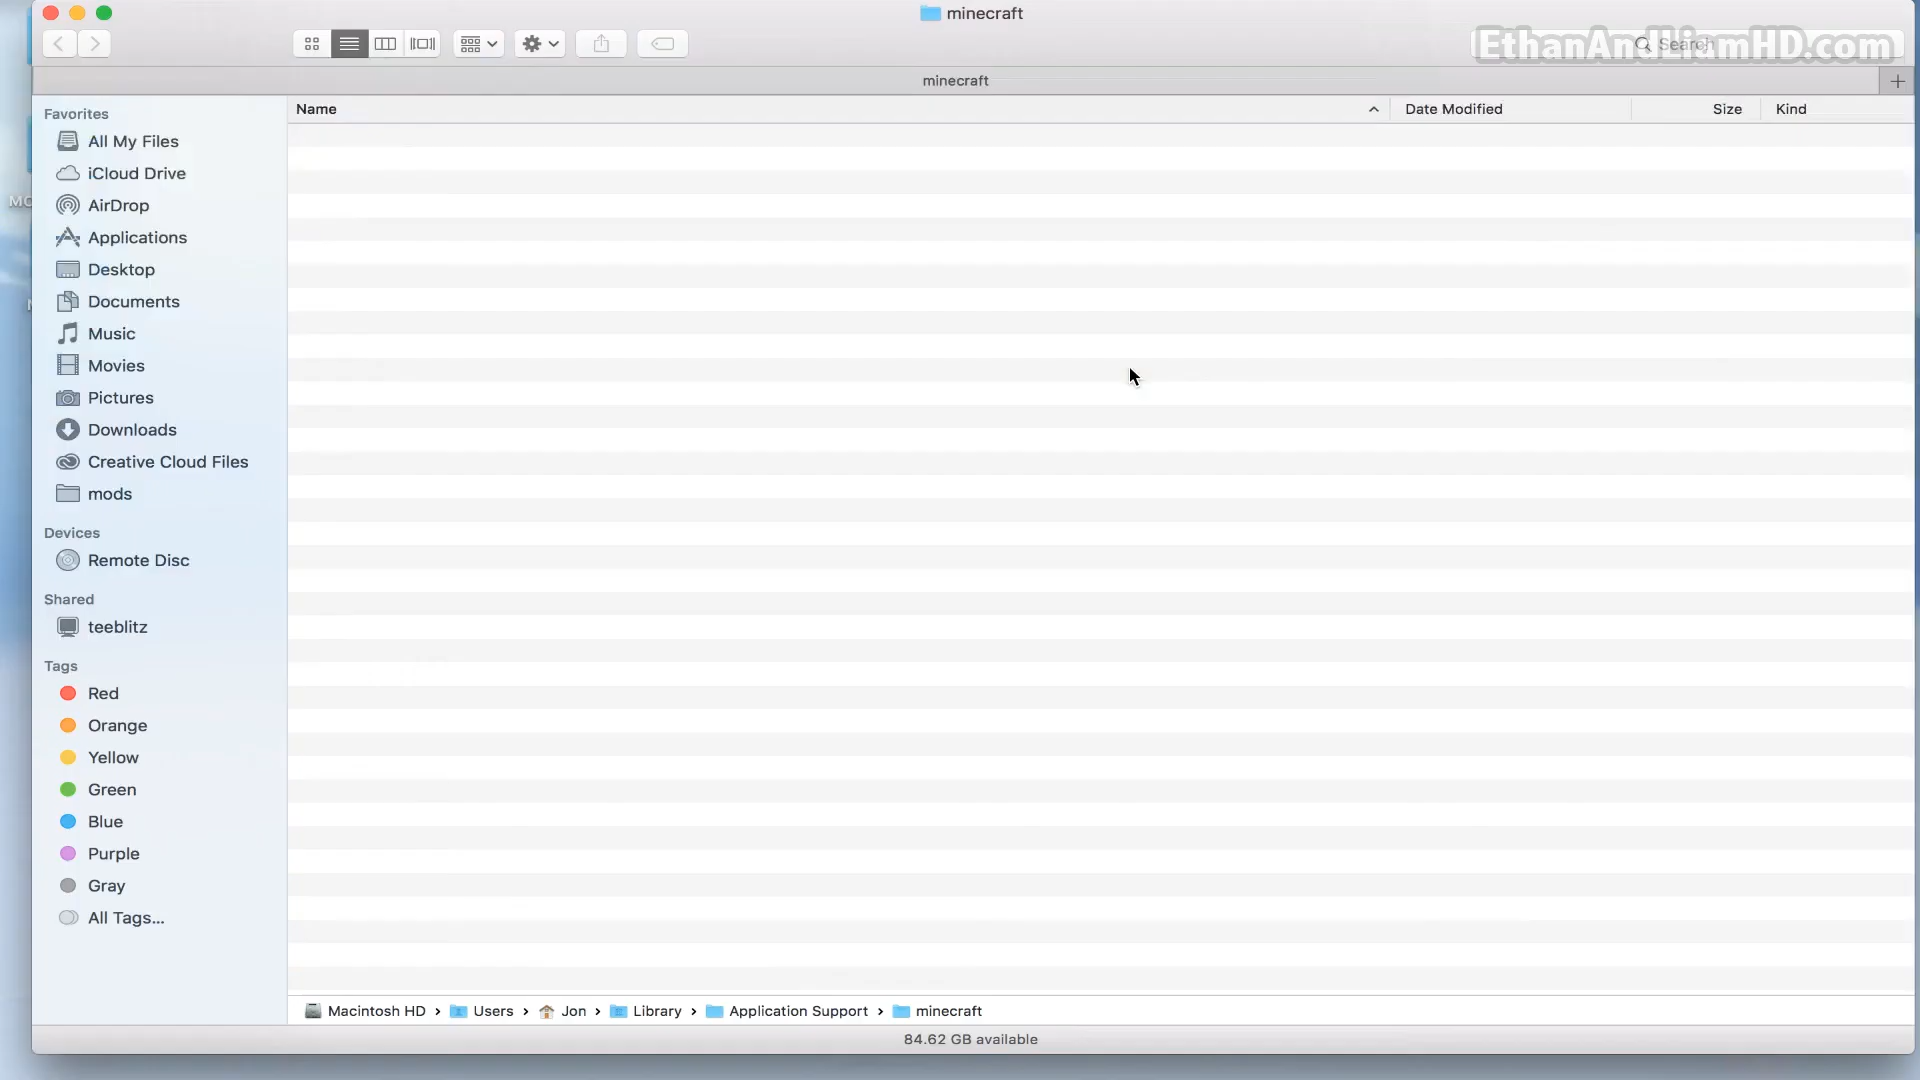 minecraft
Search
EthanAndLiamHD.com
minecraft
Name
Date Modified
Size
Kind
Favorites
All My Files
iCloud Drive
AirDrop
Applications
Desktop
Documents
Music
Movies
Pictures
Downloads
Creative Cloud Files
mods
Devices
Remote Disc
Shared
teeblitz
Tags
Red
Orange
Yellow
Green
Blue
Purple
Gray
All Tags...
Macintosh HD › Users › Jon › Library › Application Support › minecraft
84.62 GB available